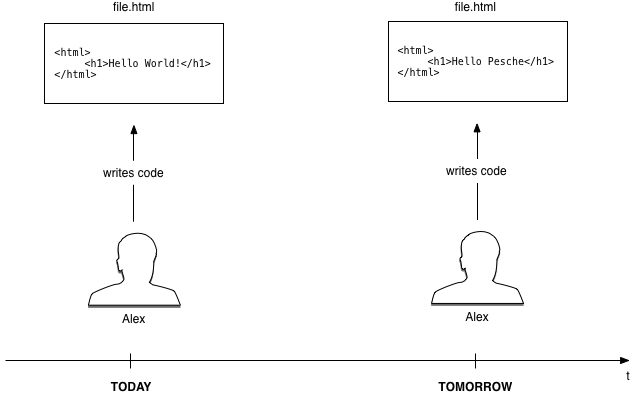 file.html
file.html
<html>
<h1>Hello World!</h1>
</html>
<html>
<h1>Hello Pesche</h1>
</html>
writes code
writes code
Alex
Alex
t
TODAY
TOMORROW